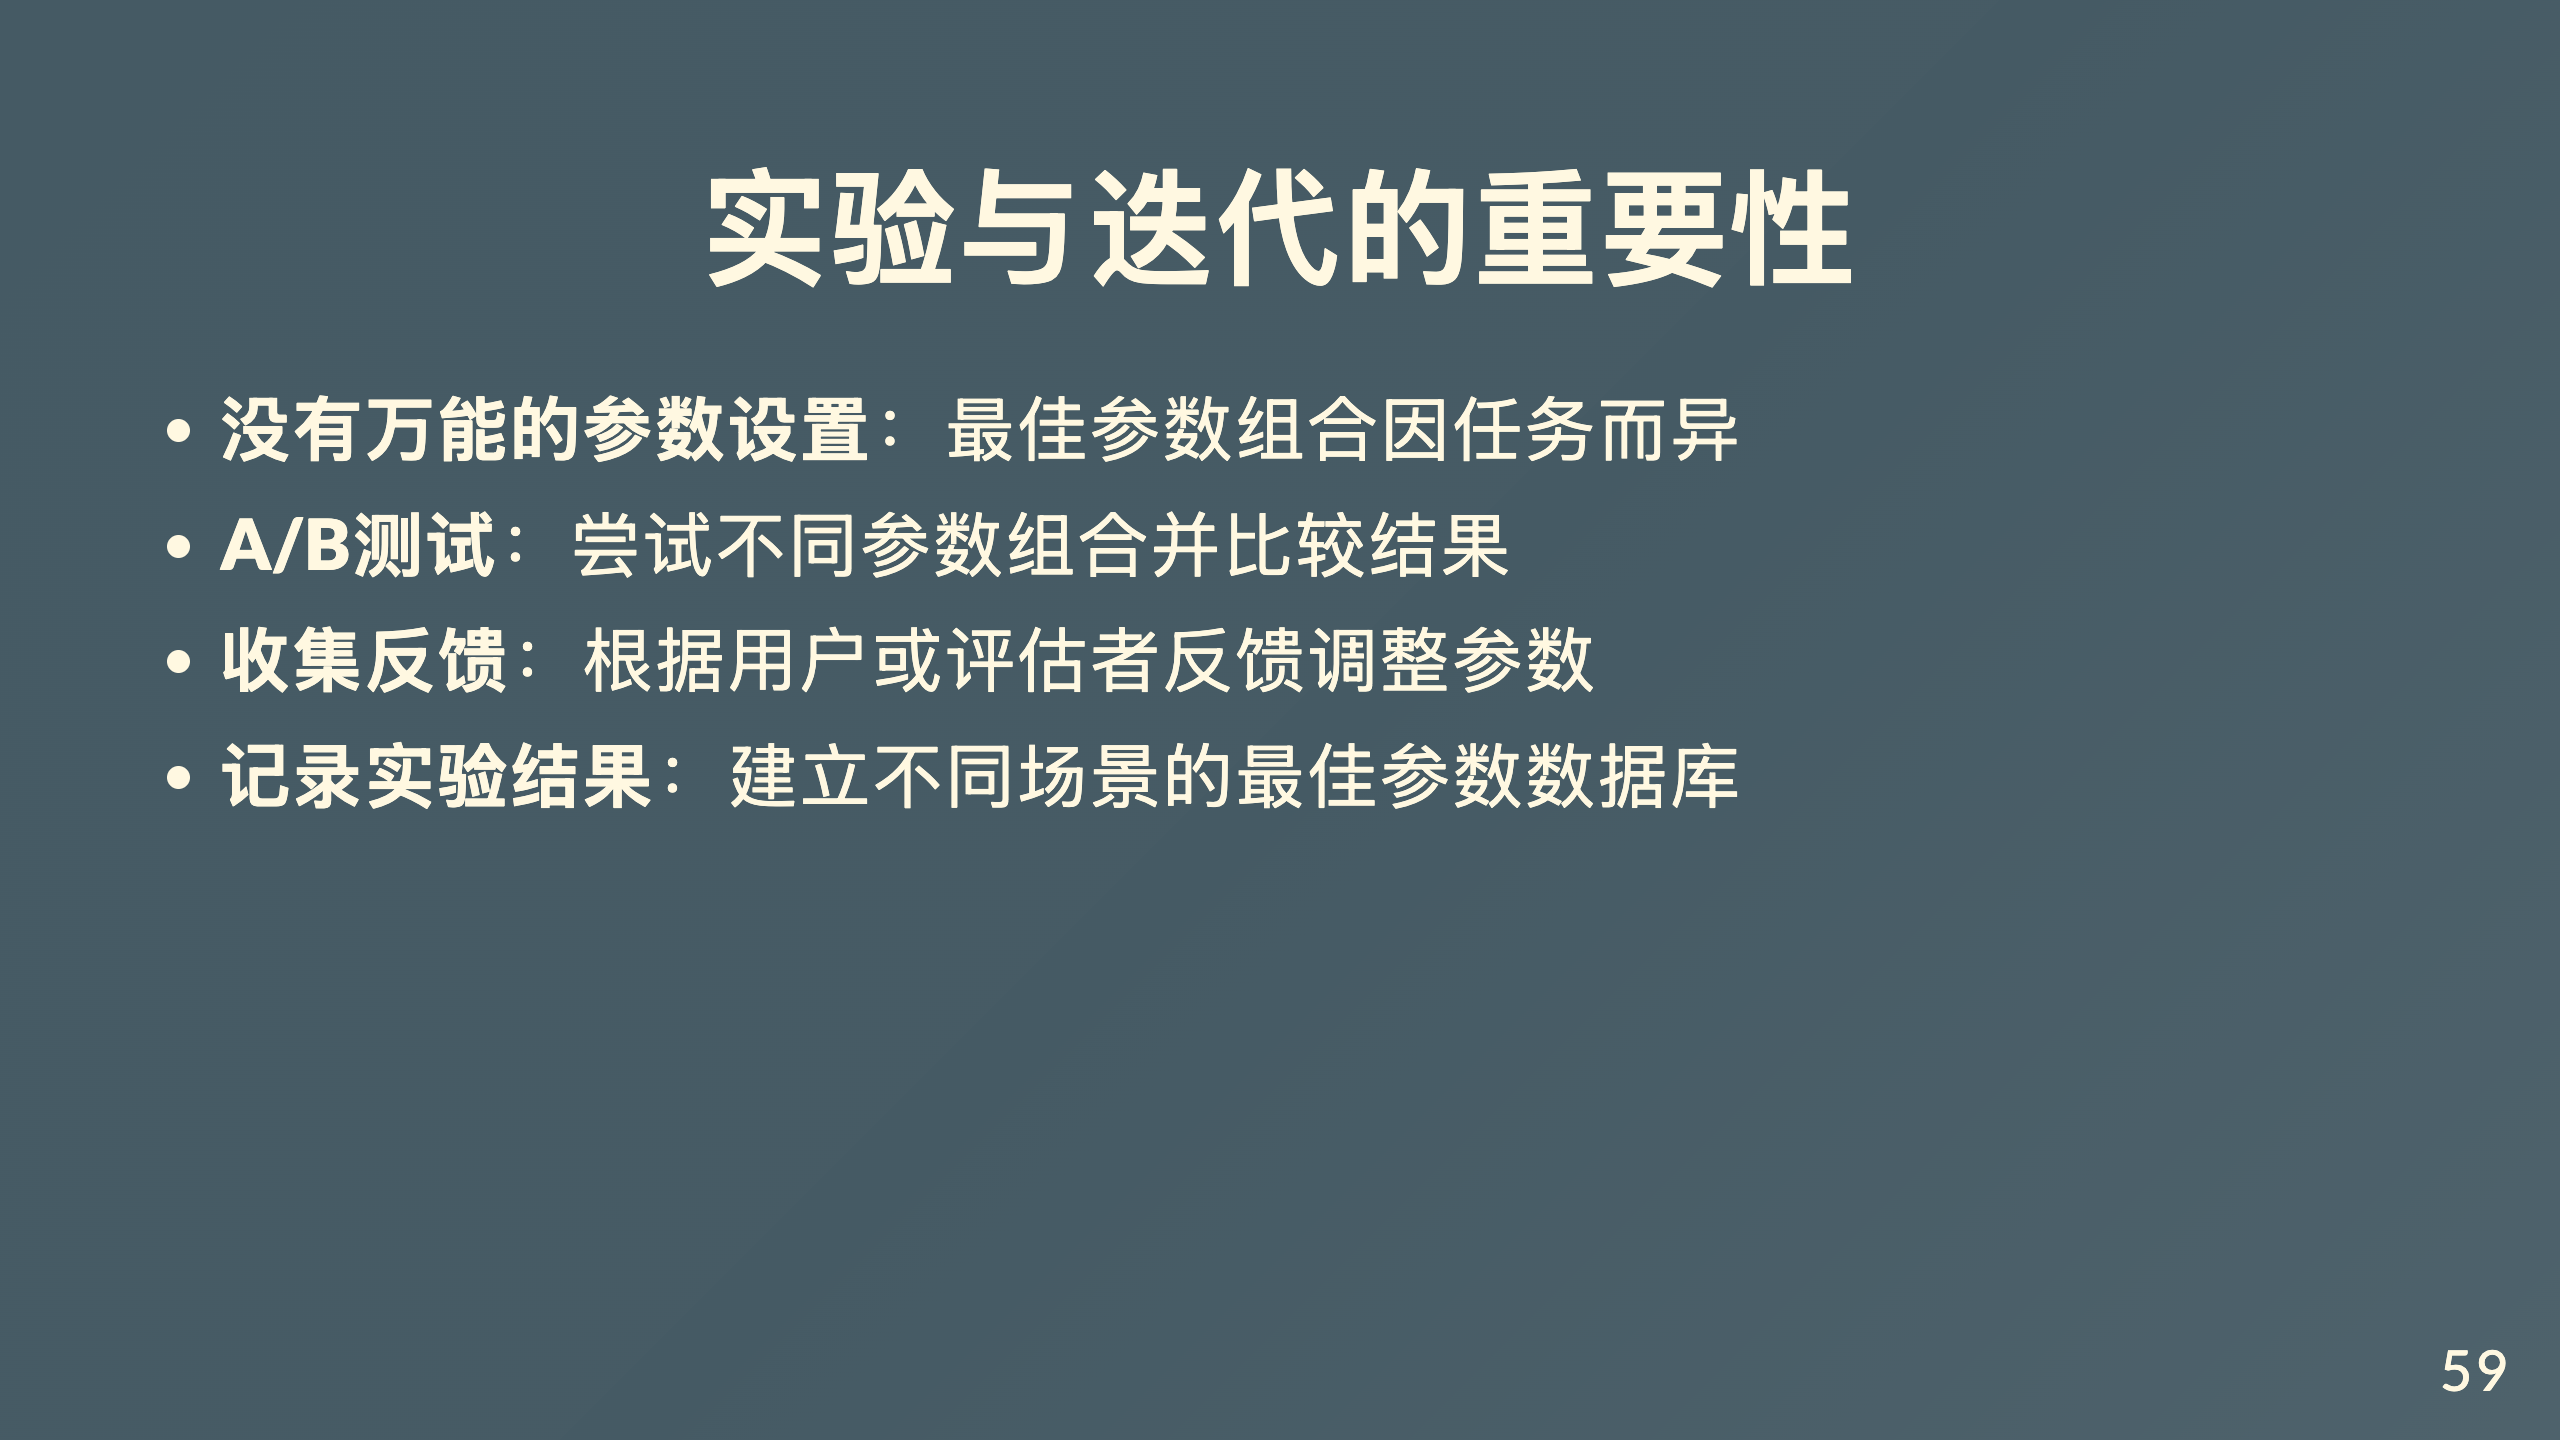 实验与迭代的重要性
• 没有万能的参数设置：最佳参数组合因任务而异
• A/B测试：尝试不同参数组合并比较结果
• 收集反馈：根据用户或评估者反馈调整参数
• 记录实验结果：建立不同场景的最佳参数数据库
59